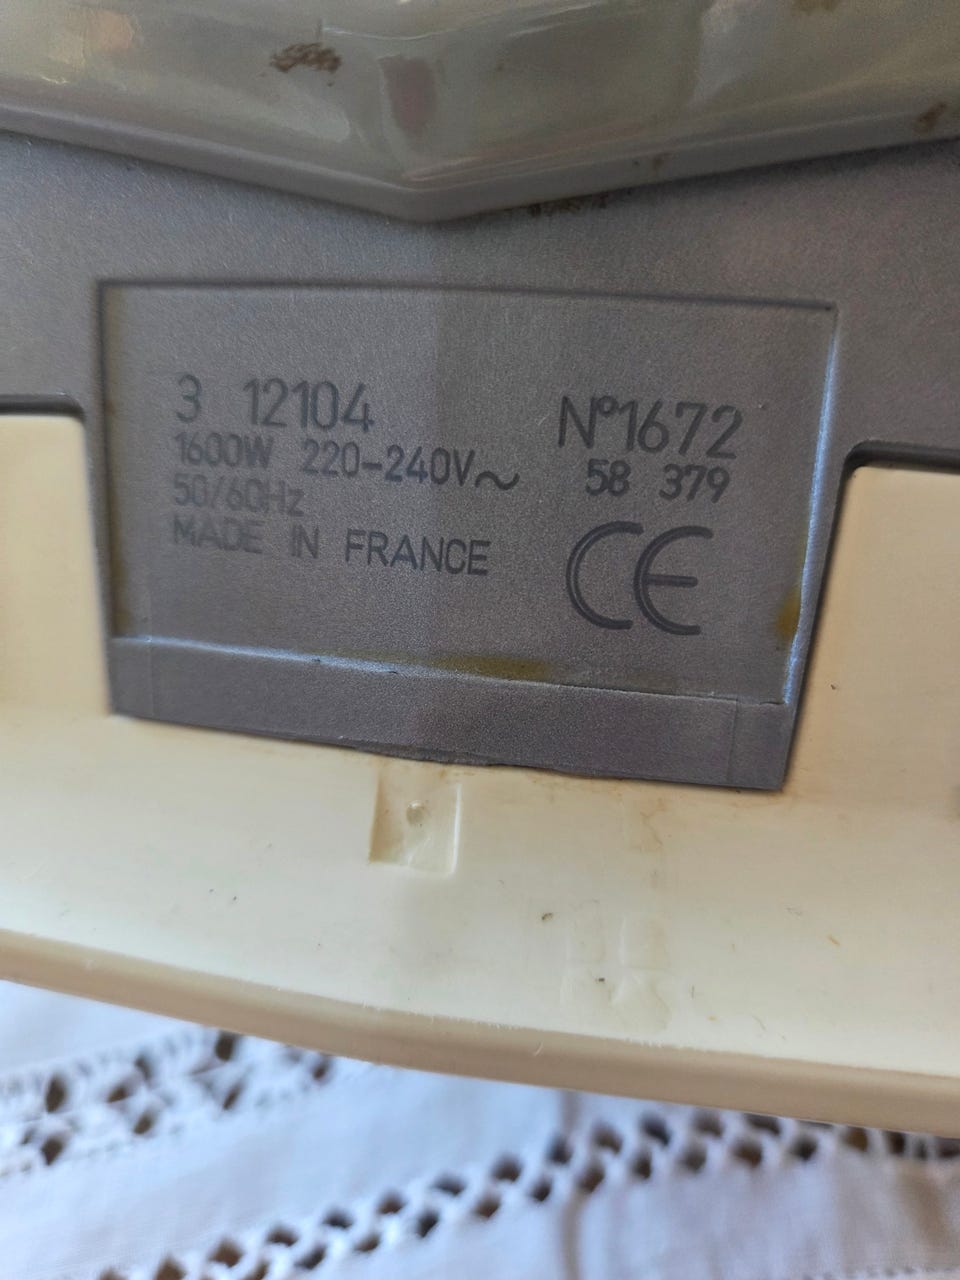 3 12104 N°1672
1600W 220-240V~ 58 379
50/60Hz
MADE IN FRANCE CE